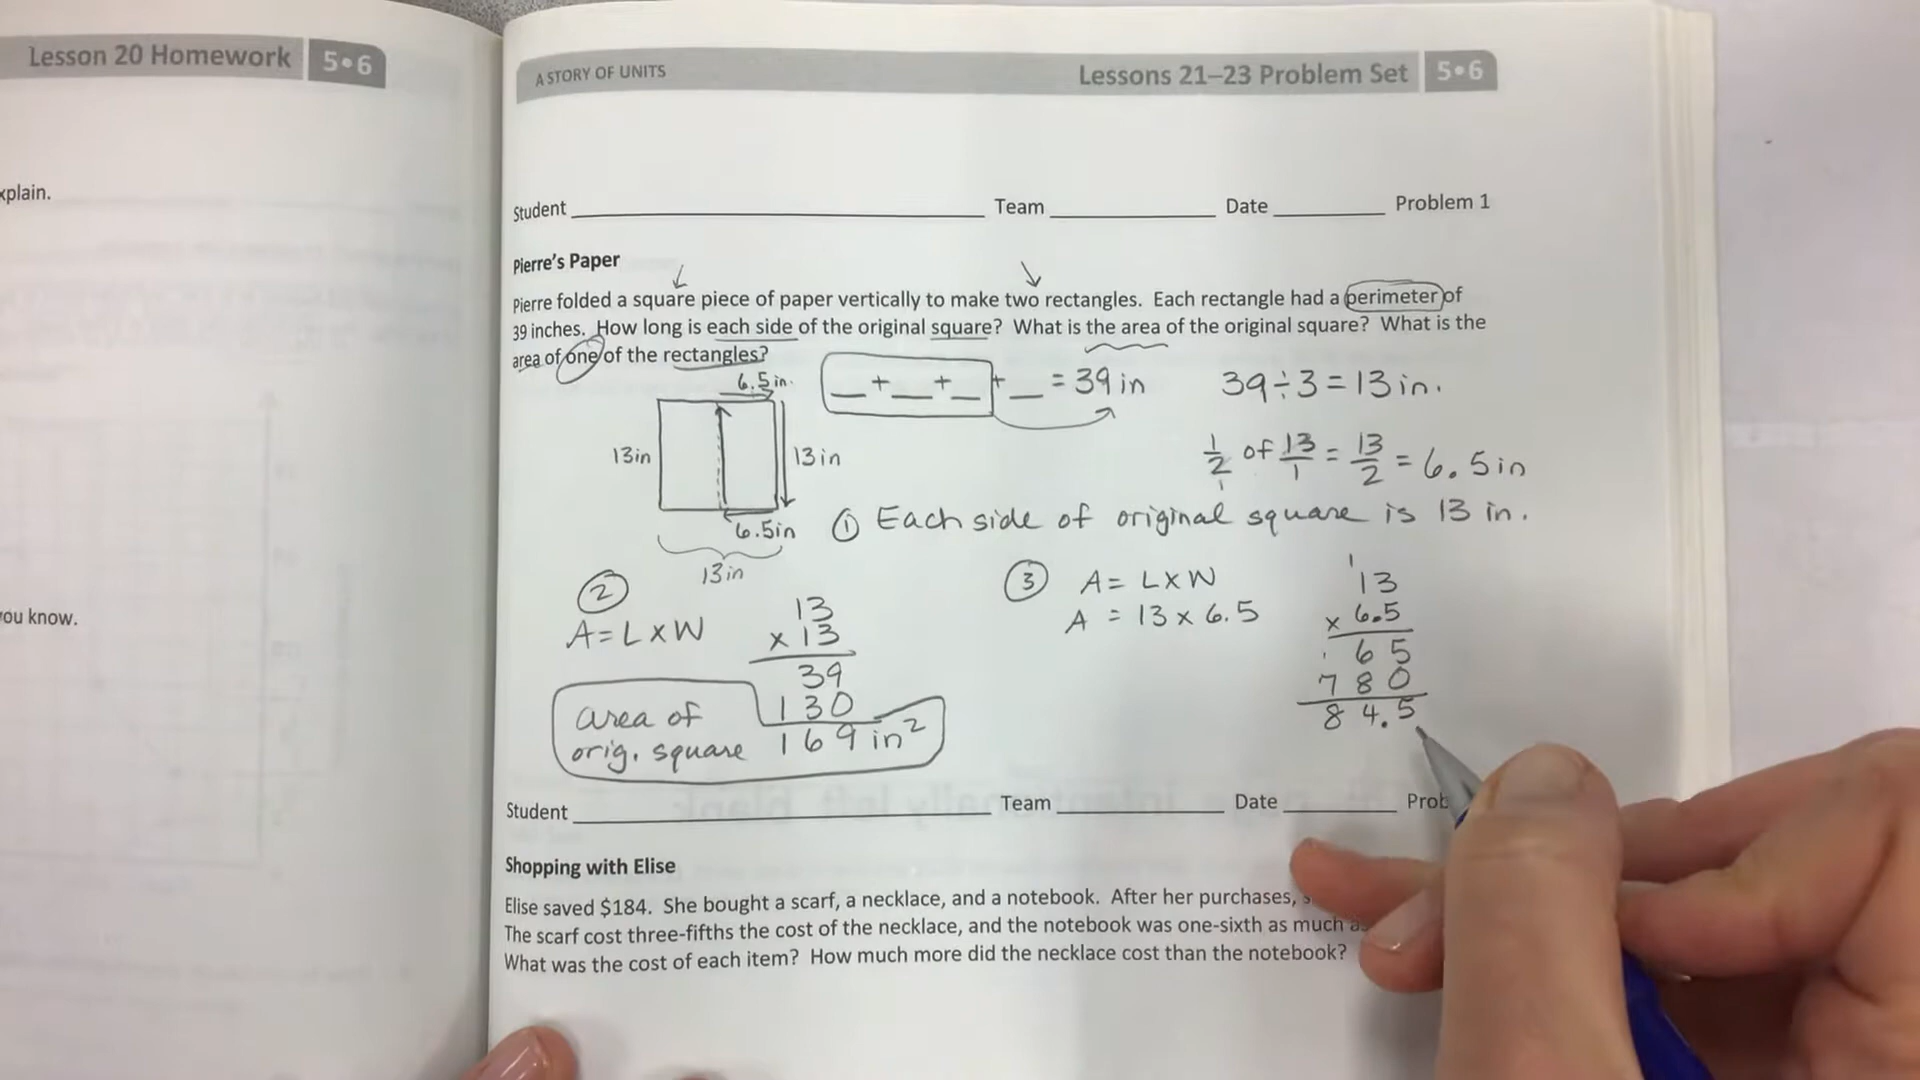 Lesson 20 Homework 5•6
xplain.
you know.
A STORY OF UNITS Lessons 21–23 Problem Set 5•6
Student Team Date Problem 1
Pierre's Paper
Pierre folded a square piece of paper vertically to make two rectangles. Each rectangle had a perimeter of
39 inches. How long is each side of the original square? What is the area of the original square? What is the
area of one of the rectangles?
6.5in.
__ + __ + __ + __ = 39 in
39 ÷ 3 = 13 in.
13in
13in
1/2 of 13/1 = 13/2 = 6.5in
6.5in
13in
① Each side of original square is 13 in.
②
A = L x W
13
x 13
39
130
169 in²
area of
orig. square
③ A = L x W
A = 13 x 6.5
1
13
x 6.5
65
780
84.5
Student Team Date Prob
Shopping with Elise
Elise saved $184. She bought a scarf, a necklace, and a notebook. After her purchases,
The scarf cost three-fifths the cost of the necklace, and the notebook was one-sixth as much
What was the cost of each item? How much more did the necklace cost than the notebook?